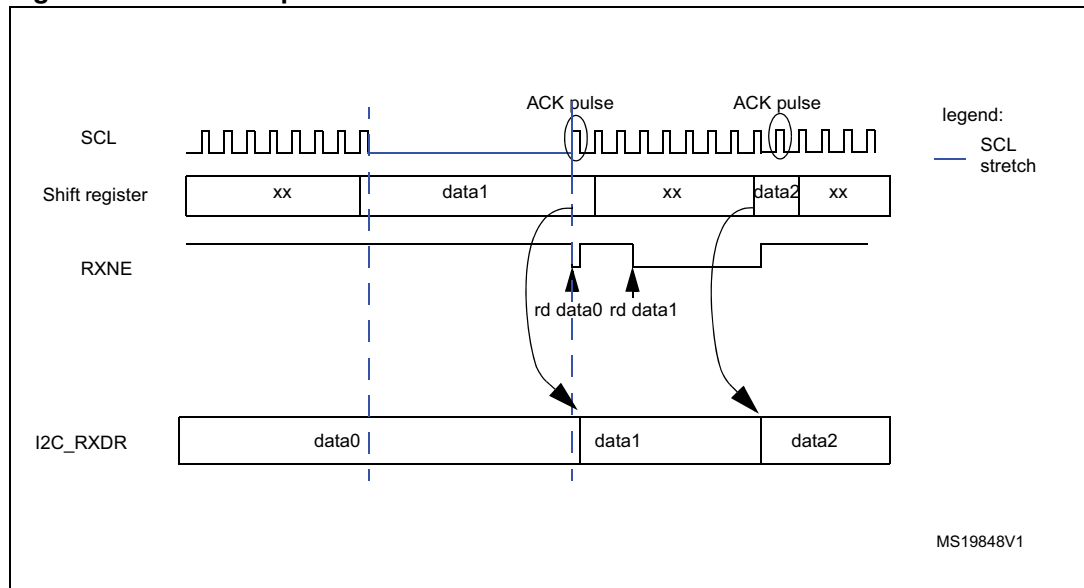 ACK pulse ACK pulse
legend:
SCL
SCL
stretch
Shift register xx data1 xx data2 xx
RXNE
rd data0 rd data1
I2C_RXDR data0 data1 data2
MS19848V1